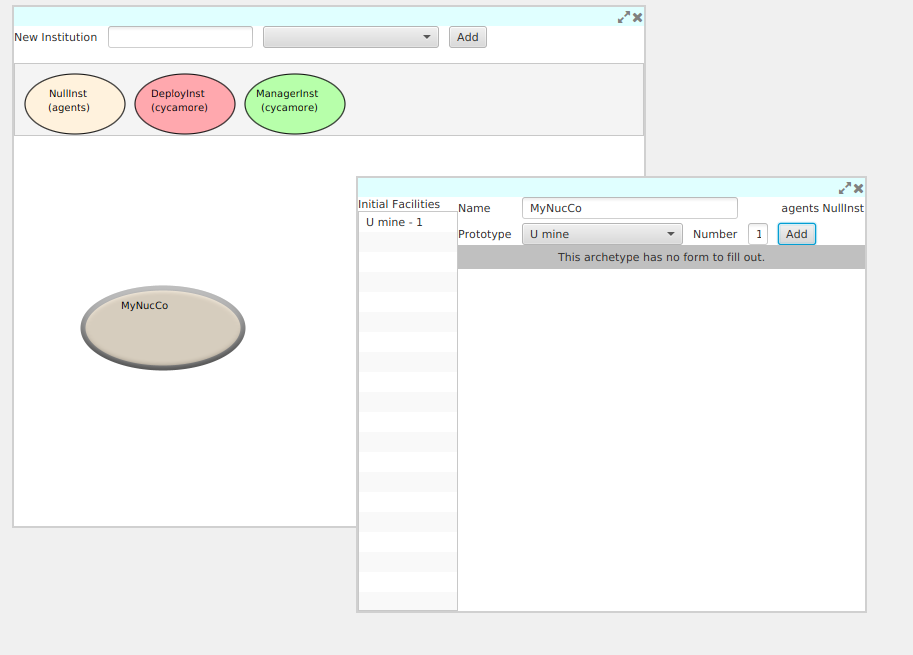 New Institution
Add
NullInst
(agents)
DeployInst
(cycamore)
ManagerInst
(cycamore)
MyNucCo
Initial Facilities
U mine - 1
Name
MyNucCo
agents NullInst
Prototype
U mine
Number
1
Add
This archetype has no form to fill out.